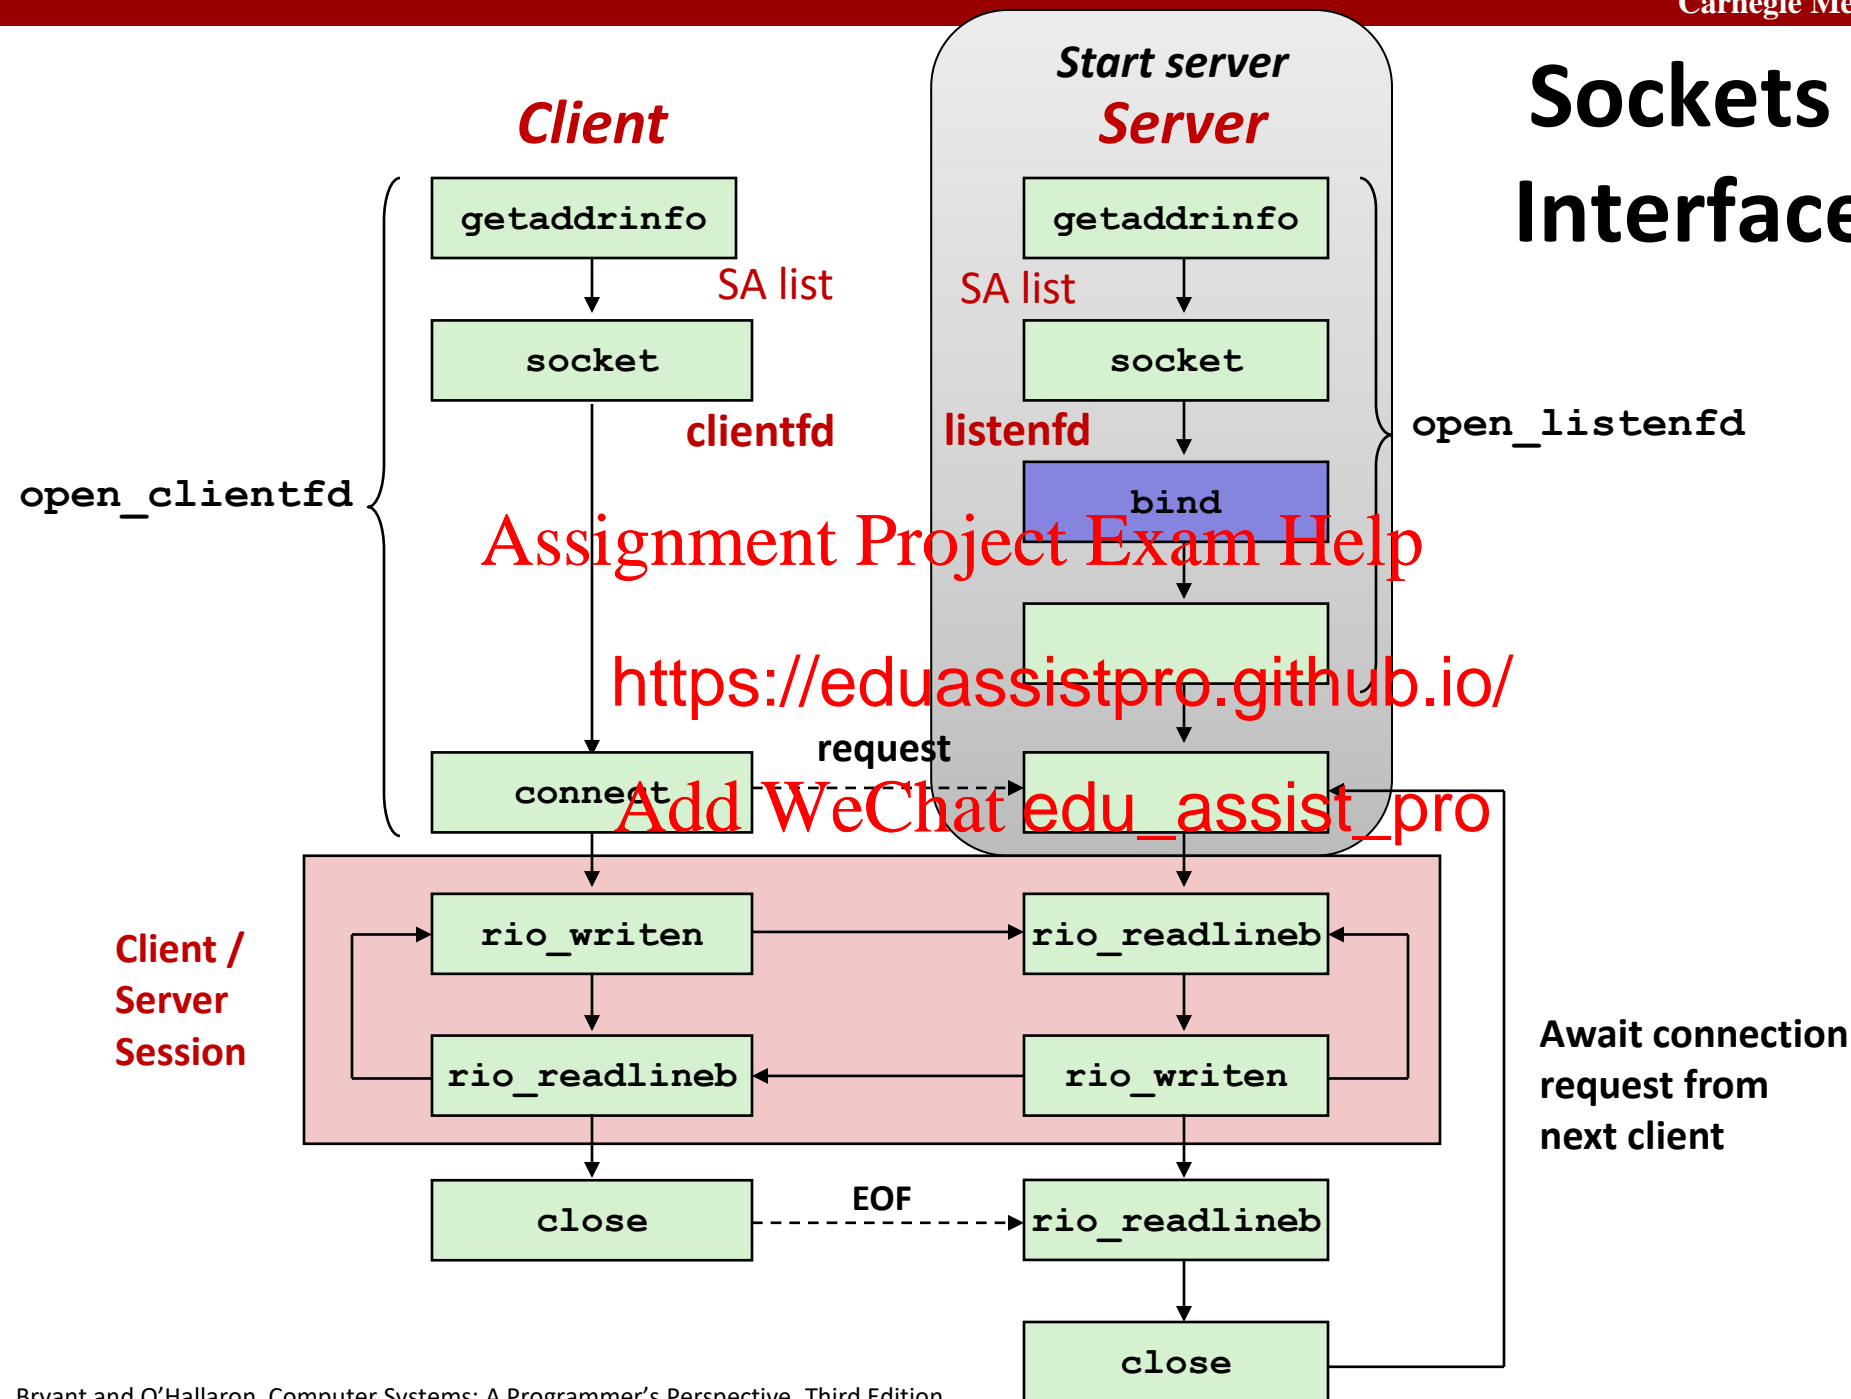 Carnegie Me
Start server
Sockets
Interface
Client
Server
getaddrinfo
getaddrinfo
SA list
SA list
socket
socket
clientfd
listenfd
open_listenfd
open_clientfd
bind
Assignment Project Exam Help
https://eduassistpro.github.io/
request
connect
Add WeChat edu_assist_pro
Client /
Server
Session
rio_writen
rio_readlineb
Await connection
request from
next client
rio_readlineb
rio_writen
close
EOF
rio_readlineb
close
Bryant and O'Hallaron, Computer Systems: A Programmer's Perspective, Third Edition